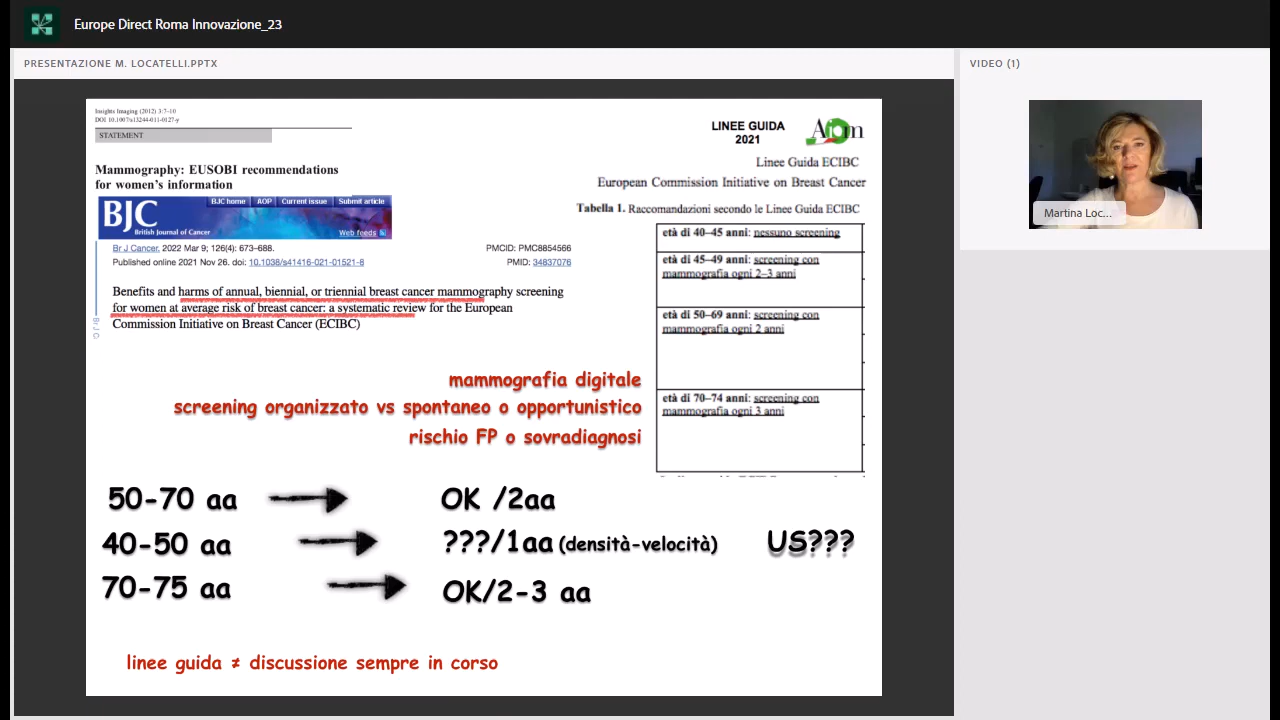 Europe Direct Roma Innovazione_23
PRESENTAZIONE M. LOCATELLI.PPTX
VIDEO (1)
Insights Imaging (2012) 3:7-10
DOI 10.1007/s13244-011-0127-y
STATEMENT
Mammography: EUSOBI recommendations
for women's information
BJC
British Journal of Cancer
BJC home AOP Current issue Submit article
Web feeds
Br J Cancer. 2022 Mar 9; 126(4): 673–688.
Published online 2021 Nov 26. doi: 10.1038/s41416-021-01521-8
PMCID: PMC8854566
PMID: 34837076
Benefits and harms of annual, biennial, or triennial breast cancer mammography screening
for women at average risk of breast cancer: a systematic review for the European
Commission Initiative on Breast Cancer (ECIBC)
Br J C
LINEE GUIDA
2021
Aiom
Linee Guida ECIBC
European Commission Initiative on Breast Cancer
Tabella 1. Raccomandazioni secondo le Linee Guida ECIBC
età di 40–45 anni: nessuno screening
età di 45–49 anni: screening con
mammografia ogni 2–3 anni
età di 50–69 anni: screening con
mammografia ogni 2 anni
età di 70–74 anni: screening con
mammografia ogni 3 anni
mammografia digitale
screening organizzato vs spontaneo o opportunistico
rischio FP o sovradiagnosi
50-70 aa OK /2aa
40-50 aa ???/1aa (densità-velocità) US???
70-75 aa OK/2-3 aa
linee guida ≠ discussione sempre in corso
Martina Loc...